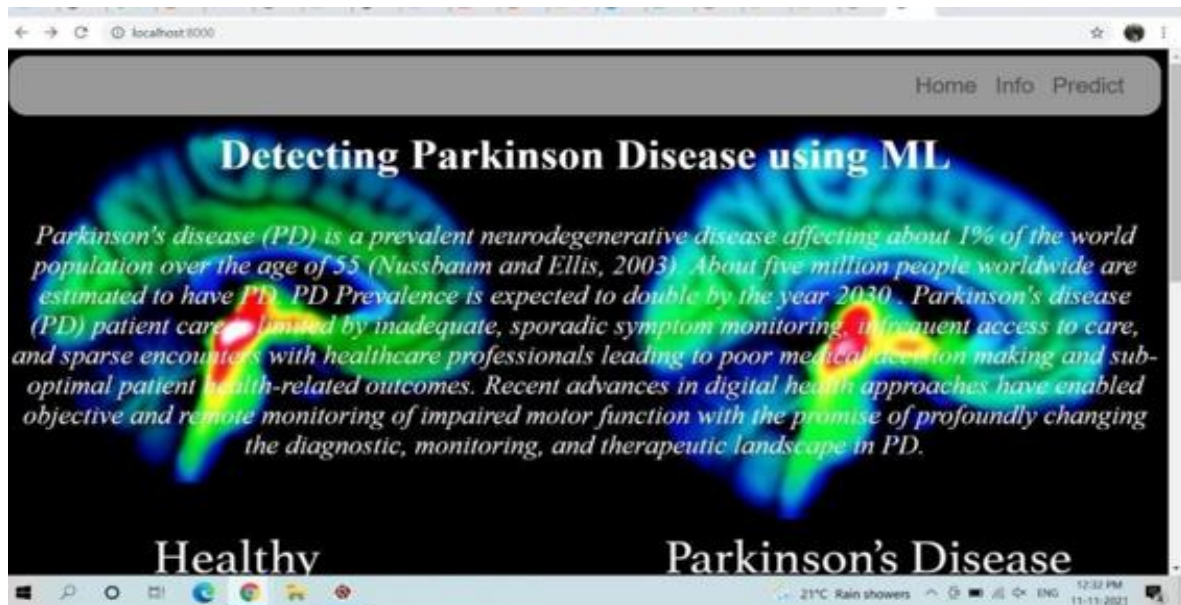 localhost:8000
Home Info Predict
Detecting Parkinson Disease using ML
Parkinson's disease (PD) is a prevalent neurodegenerative disease affecting about 1% of the world
population over the age of 55 (Nussbaum and Ellis, 2003). About five million people worldwide are
estimated to have PD. PD Prevalence is expected to double by the year 2030 . Parkinson's disease
(PD) patient care is limited by inadequate, sporadic symptom monitoring, infrequent access to care,
and sparse encounters with healthcare professionals leading to poor medical decision making and sub-
optimal patient health-related outcomes. Recent advances in digital health approaches have enabled
objective and remote monitoring of impaired motor function with the promise of profoundly changing
the diagnostic, monitoring, and therapeutic landscape in PD.
Healthy Parkinson's Disease
21°C Rain showers ENG 12:32 PM
11-11-2021